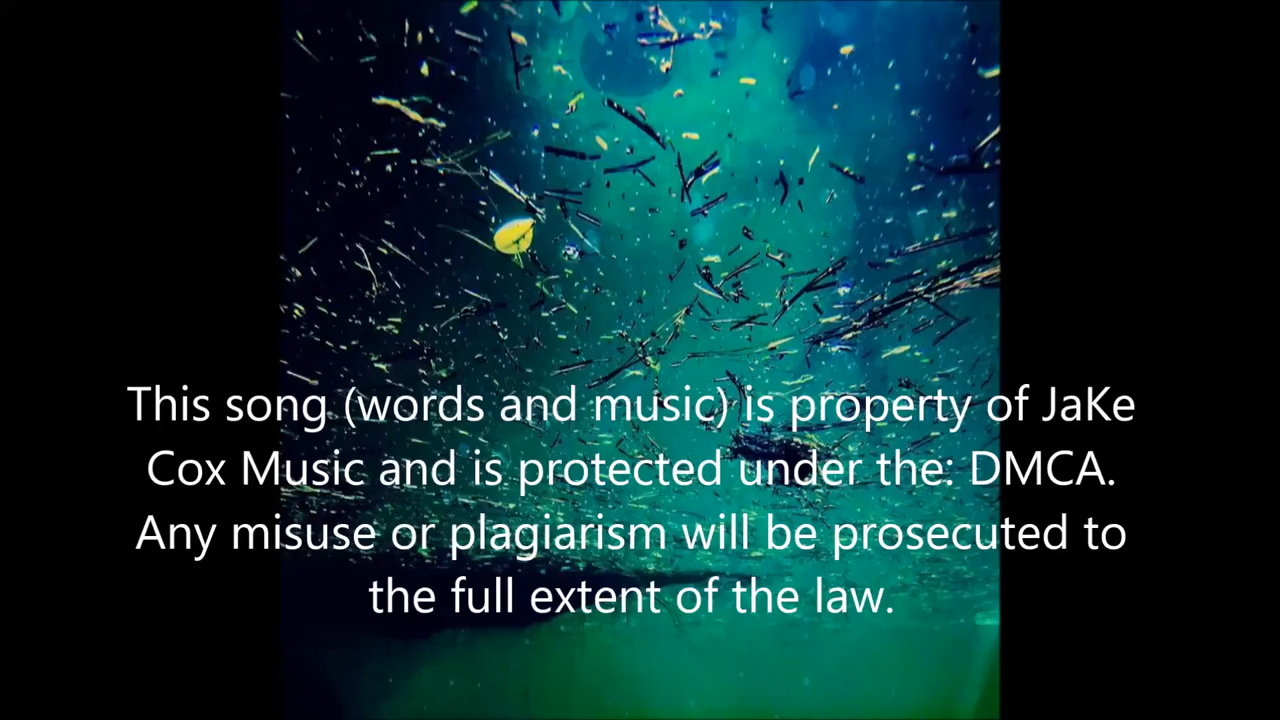 This song (words and music) is property of JaKe
Cox Music and is protected under the: DMCA.
Any misuse or plagiarism will be prosecuted to
the full extent of the law.